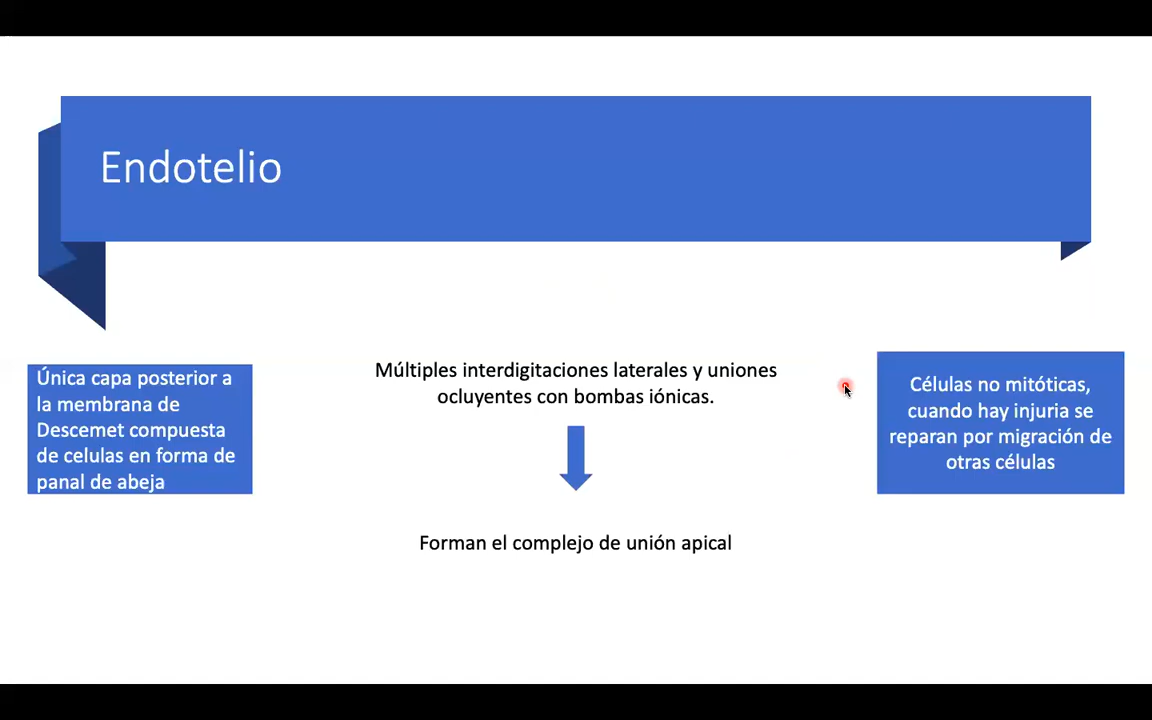 Endotelio
Única capa posterior a
la membrana de
Descemet compuesta
de celulas en forma de
panal de abeja
Múltiples interdigitaciones laterales y uniones
ocluyentes con bombas iónicas.
Forman el complejo de unión apical
Células no mitóticas,
cuando hay injuria se
reparan por migración de
otras células